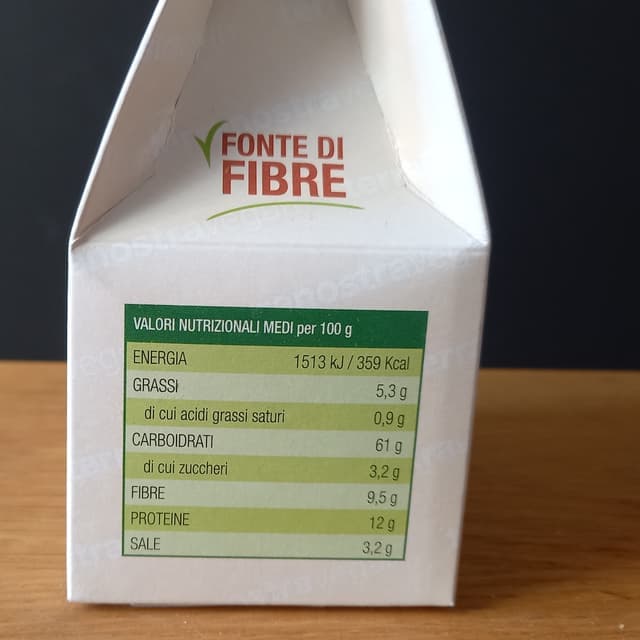 FONTE DI
FIBRE
VALORI NUTRIZIONALI MEDI per 100 g
ENERGIA 1513 kJ / 359 Kcal
GRASSI 5,3 g
di cui acidi grassi saturi 0,9 g
CARBOIDRATI 61 g
di cui zuccheri 3,2 g
FIBRE 9,5 g
PROTEINE 12 g
SALE 3,2 g